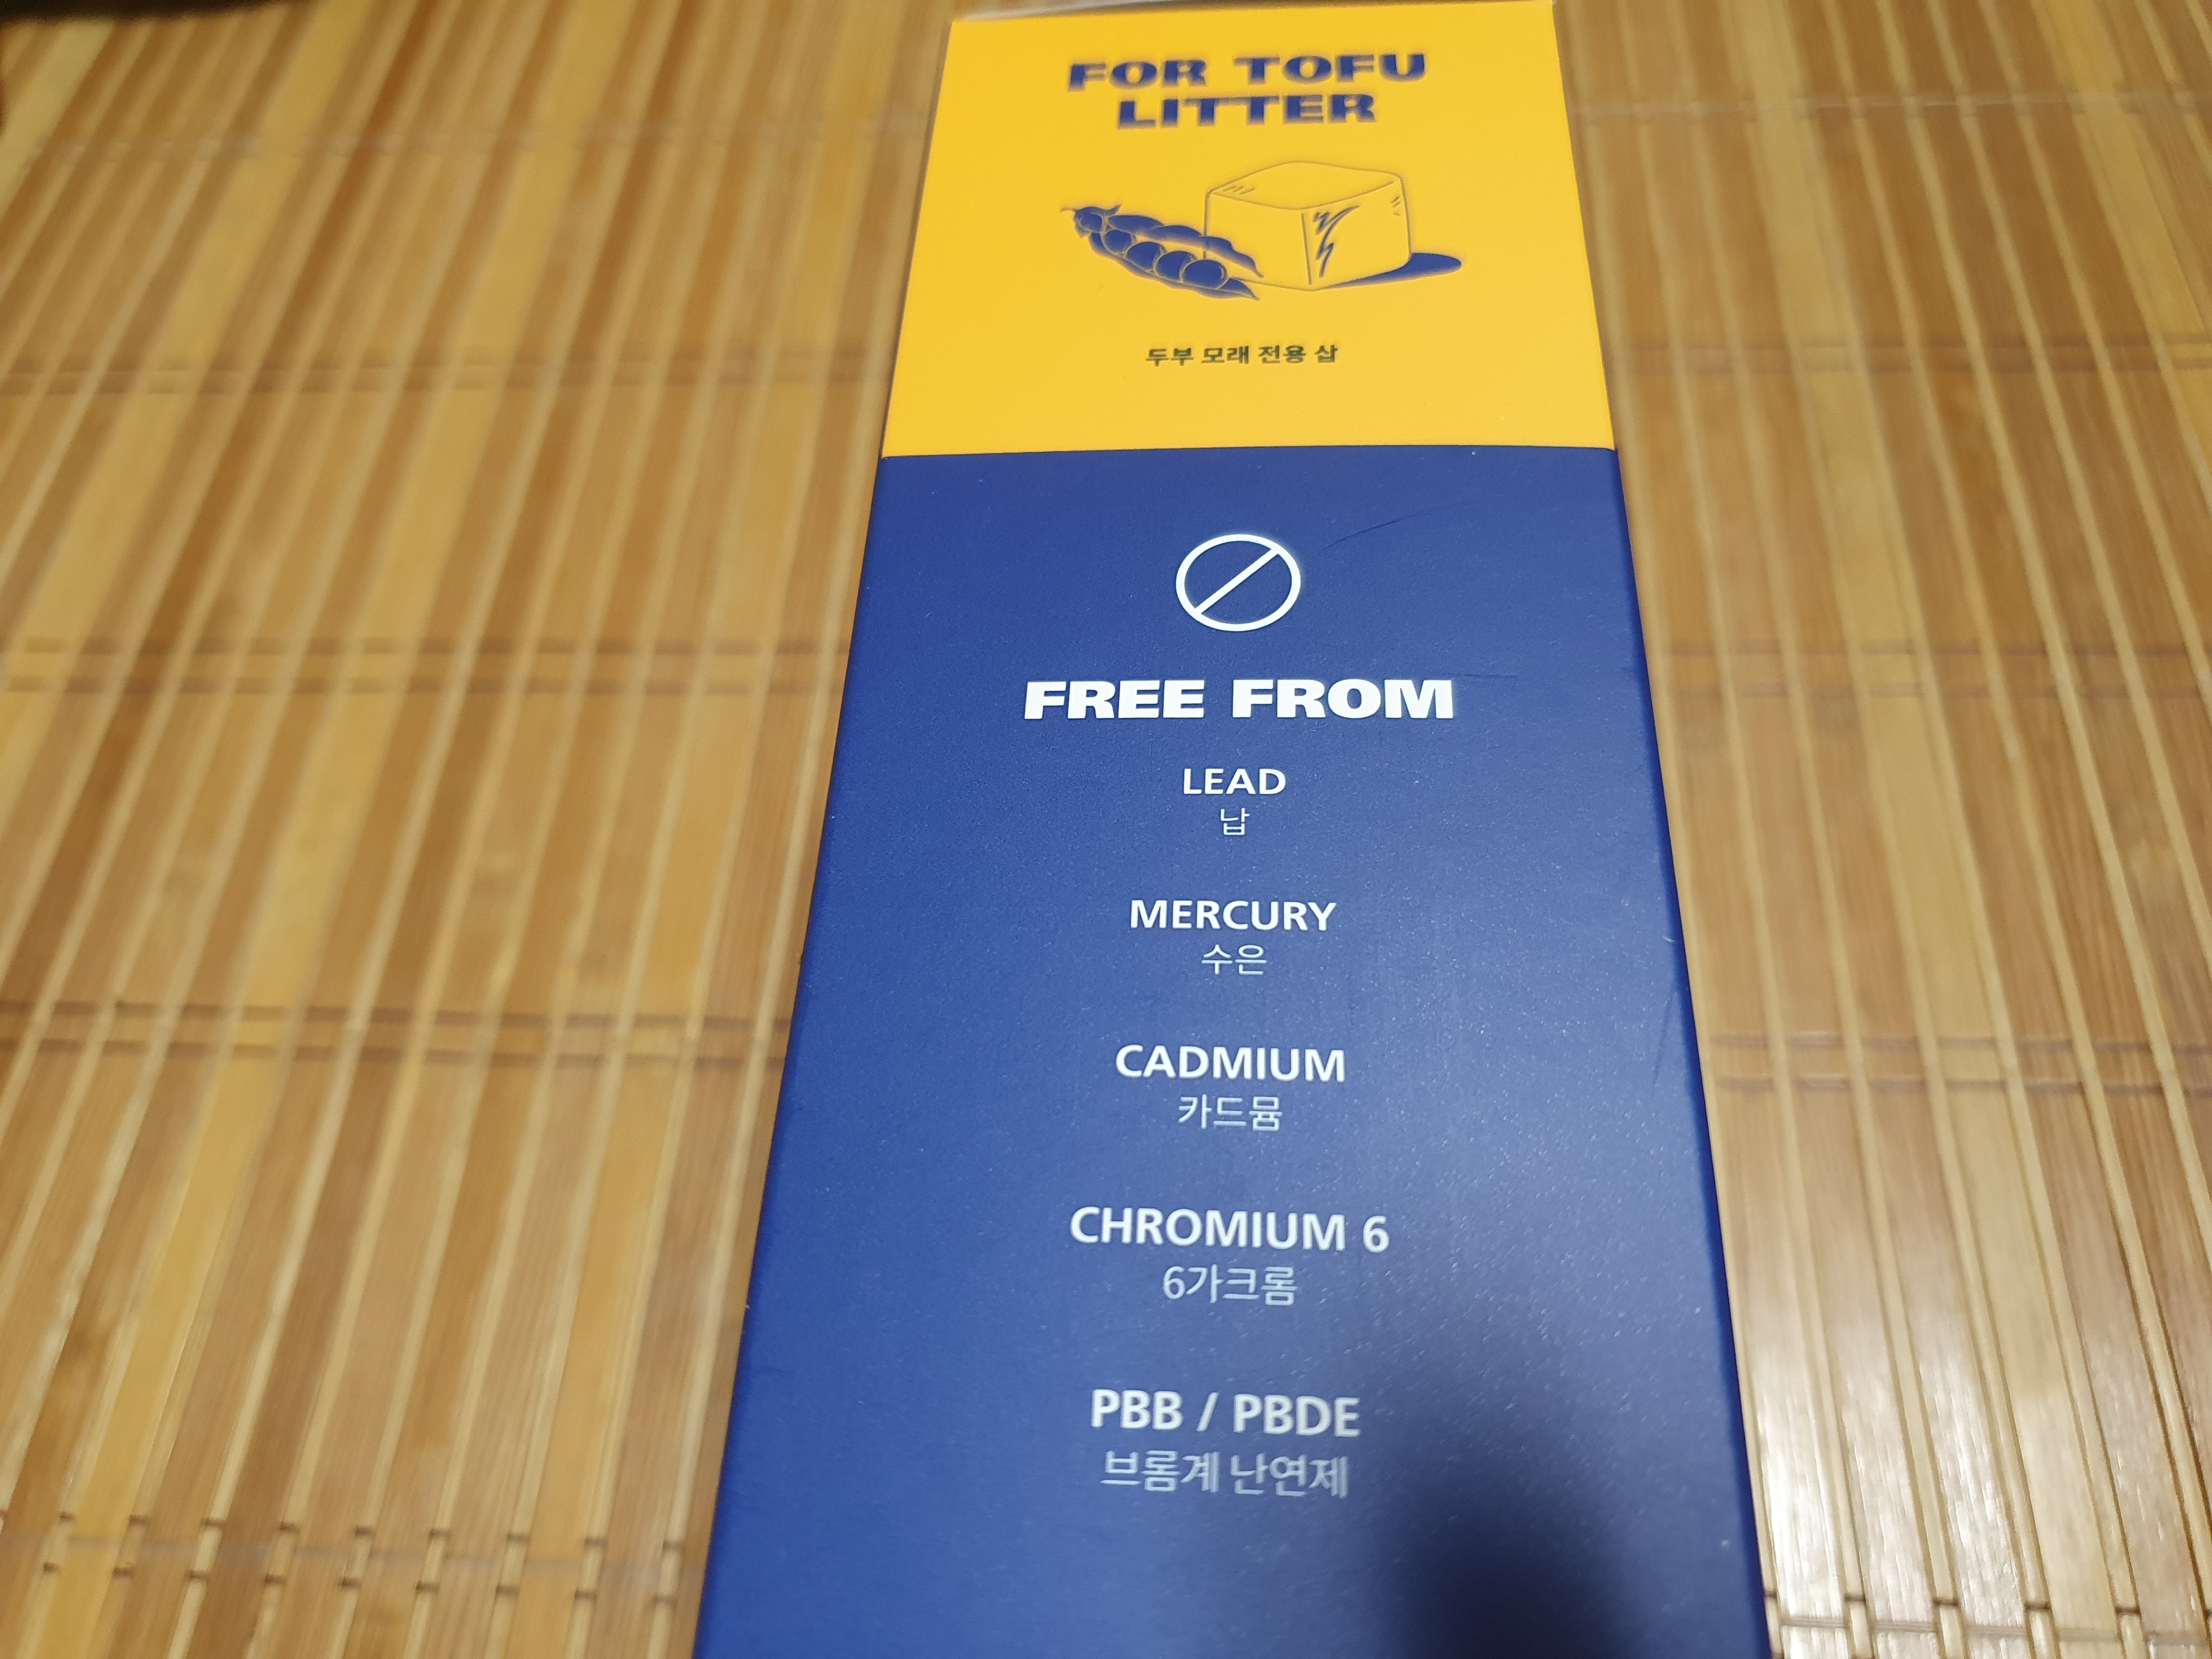 FOR TOFU
LITTER
두부 모래 전용 삽
FREE FROM
LEAD
납
MERCURY
수은
CADMIUM
카드뮴
CHROMIUM 6
6가크롬
PBB / PBDE
브롬계 난연제